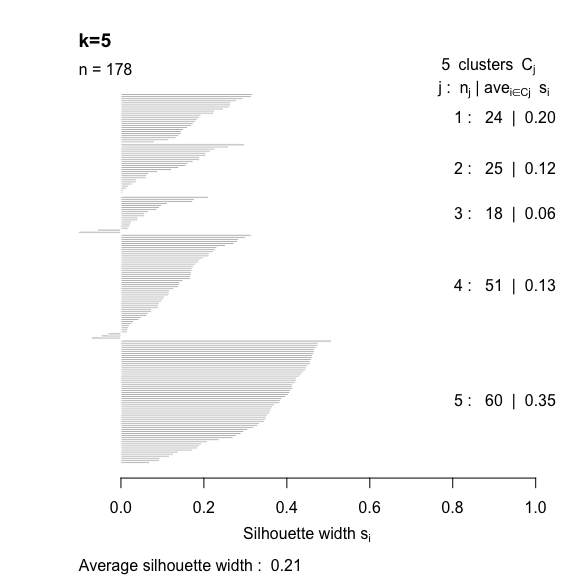 k=5
n = 178
5 clusters Cj
j : nj | avei∈Cj si
1 : 24 | 0.20
2 : 25 | 0.12
3 : 18 | 0.06
4 : 51 | 0.13
5 : 60 | 0.35
0.0 0.2 0.4 0.6 0.8 1.0
Silhouette width si
Average silhouette width : 0.21